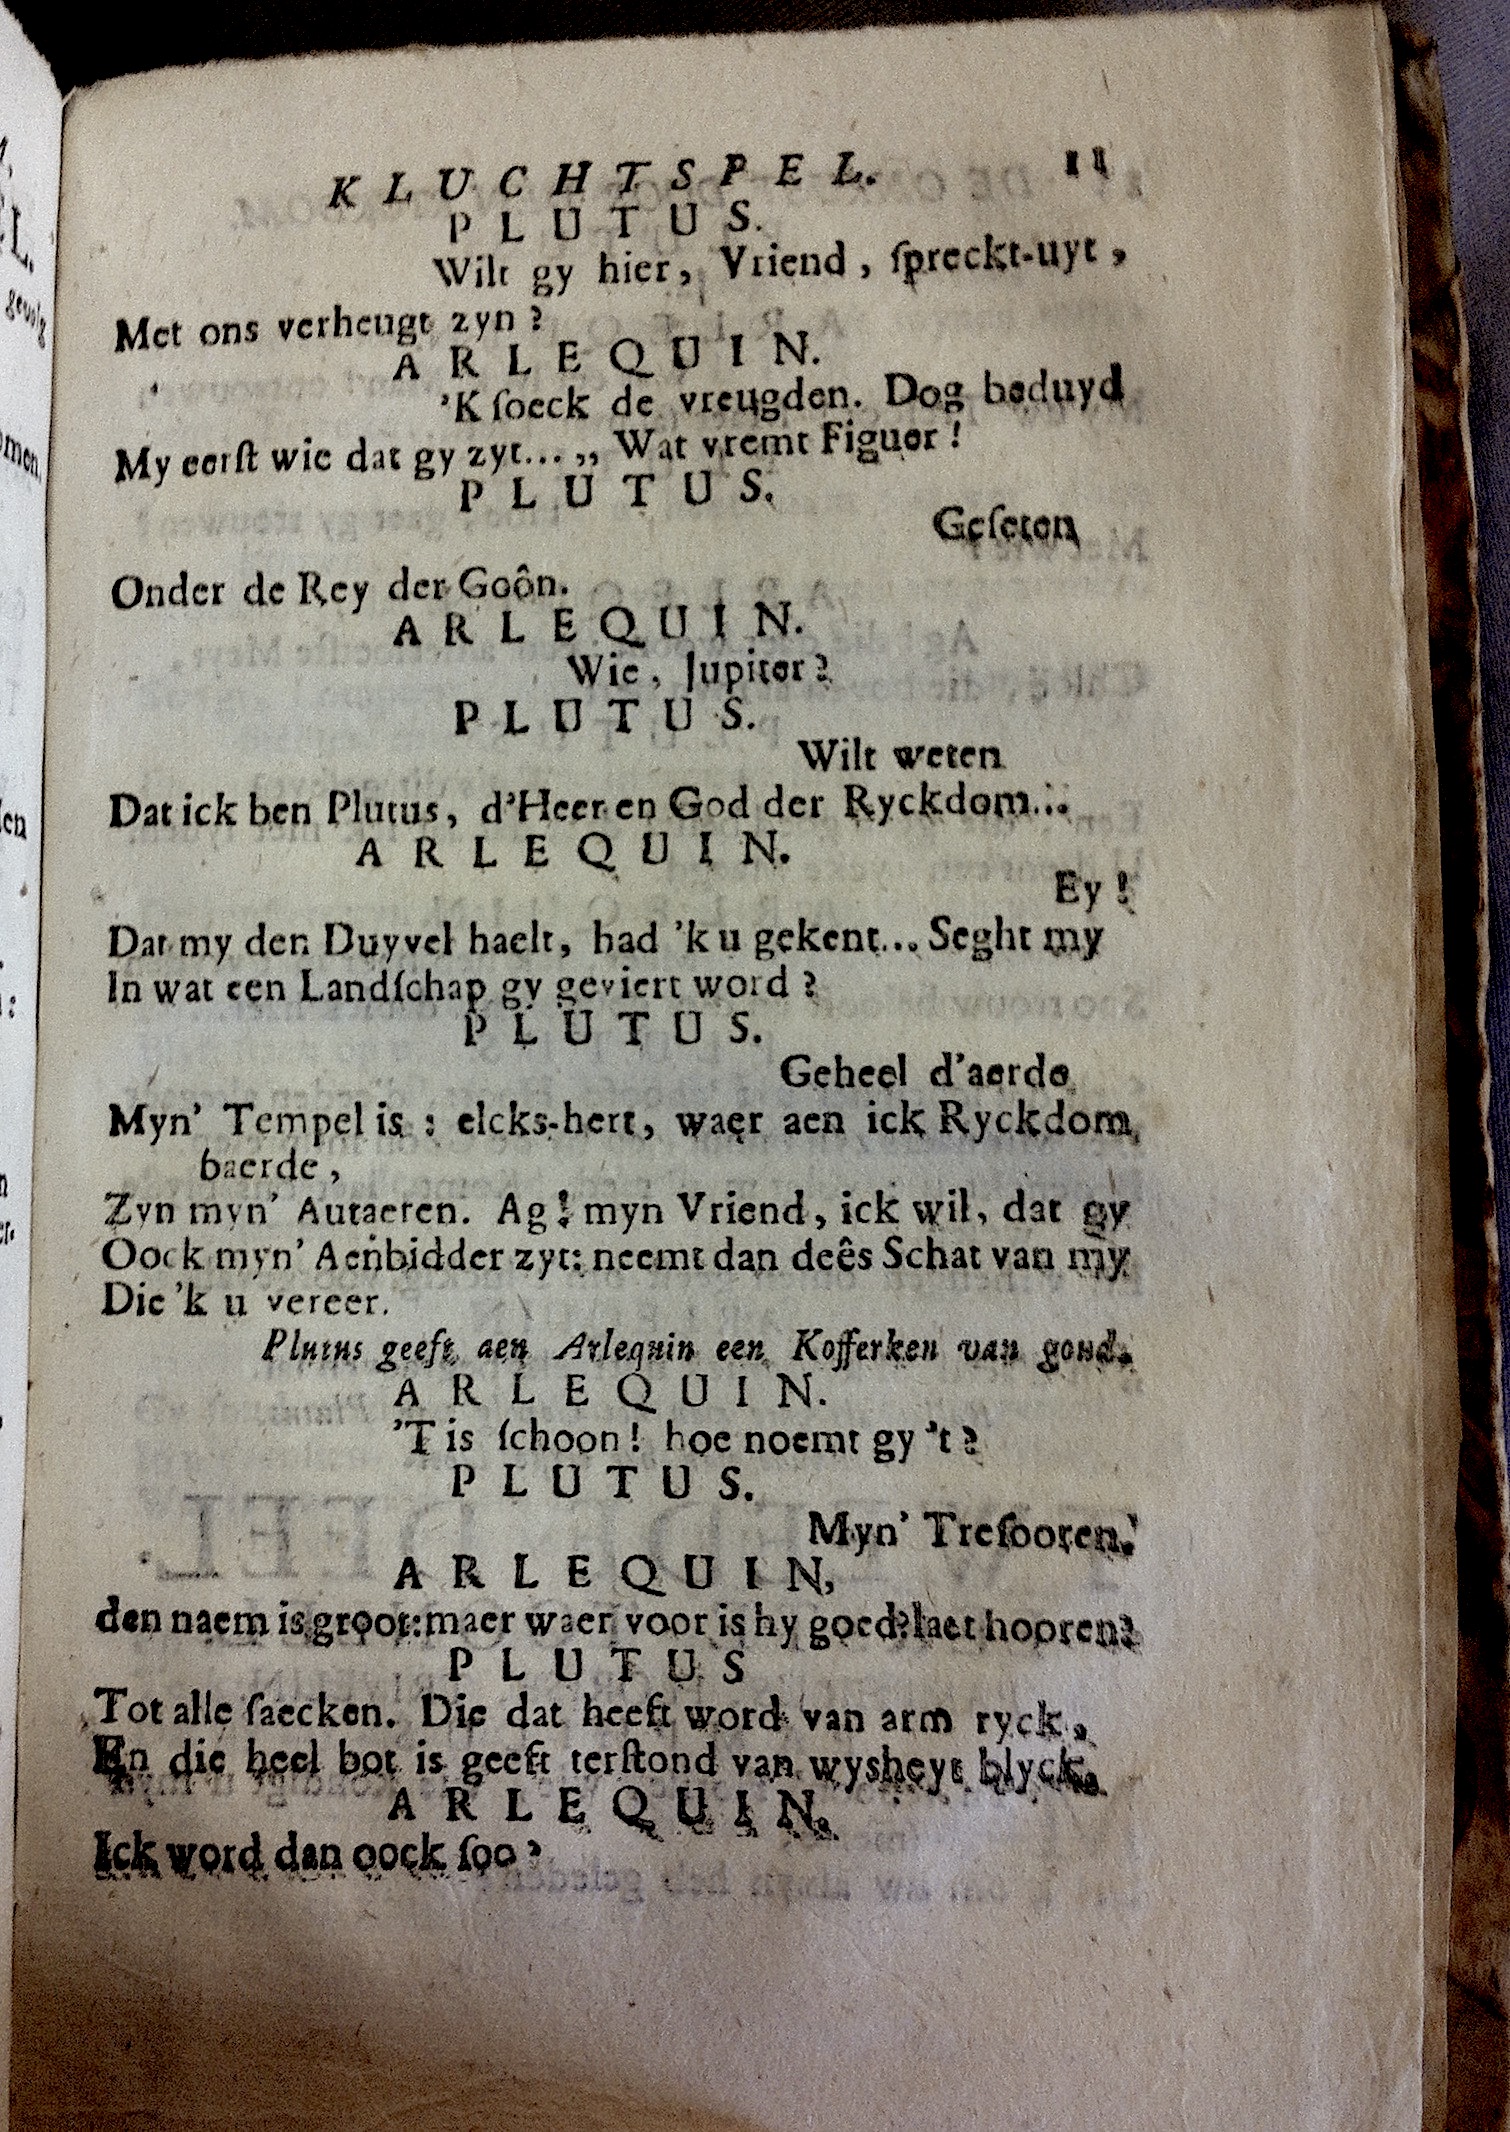 KLUCHTSPEL. 11
PLUTUS.
Wilt gy hier, Vriend, ſpreckt-uyt,
Met ons verheugt zyn?
ARLEQUIN.
'K ſoeck de vreugden. Dog beduyd
My eerſt wie dat gy zyt... ,, Wat vremt Figuer!
PLUTUS.
Geſeten
Onder de Rey der Goôn.
ARLEQUIN.
Wie, Jupiter?
PLUTUS.
Wilt weten
Dat ick ben Plutus, d'Heer en God der Ryckdom...
ARLEQUIN.
Ey!
Dat my den Duyvel haelt, had 'k u gekent... Seght my
In wat een Landſchap gy geviert word?
PLUTUS.
Geheel d'aerde
Myn' Tempel is: elcks-hert, waer aen ick Ryckdom
baerde,
Zyn myn' Autaeren. Ag! myn Vriend, ick wil, dat gy
Oock myn' Aenbidder zyt: neemt dan deês Schat van my
Die 'k u vereer.
Plutus geeft aen Arlequin een Kofferken van goud.
ARLEQUIN.
'T is ſchoon! hoe noemt gy 't?
PLUTUS.
Myn' Treſooren.
ARLEQUIN,
den naem is groot: maer waer voor is hy goed? laet hooren?
PLUTUS
Tot alle ſaecken. Die dat heeft word van arm ryck,
En die heel bot is geeft terſtond van wysheyt blyck.
ARLEQUIN.
Ick word dan oock ſoo?
L.
gevolg
omen.